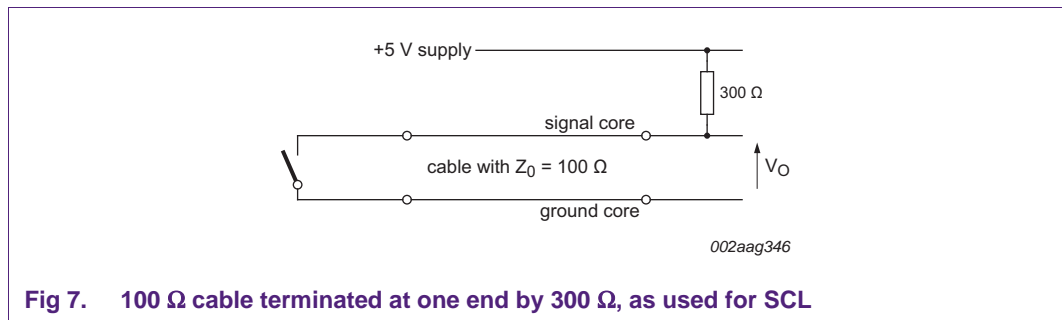 +5 V supply
300 Ω
signal core
cable with Z0 = 100 Ω
VO
ground core
002aag346
Fig 7. 100 Ω cable terminated at one end by 300 Ω, as used for SCL